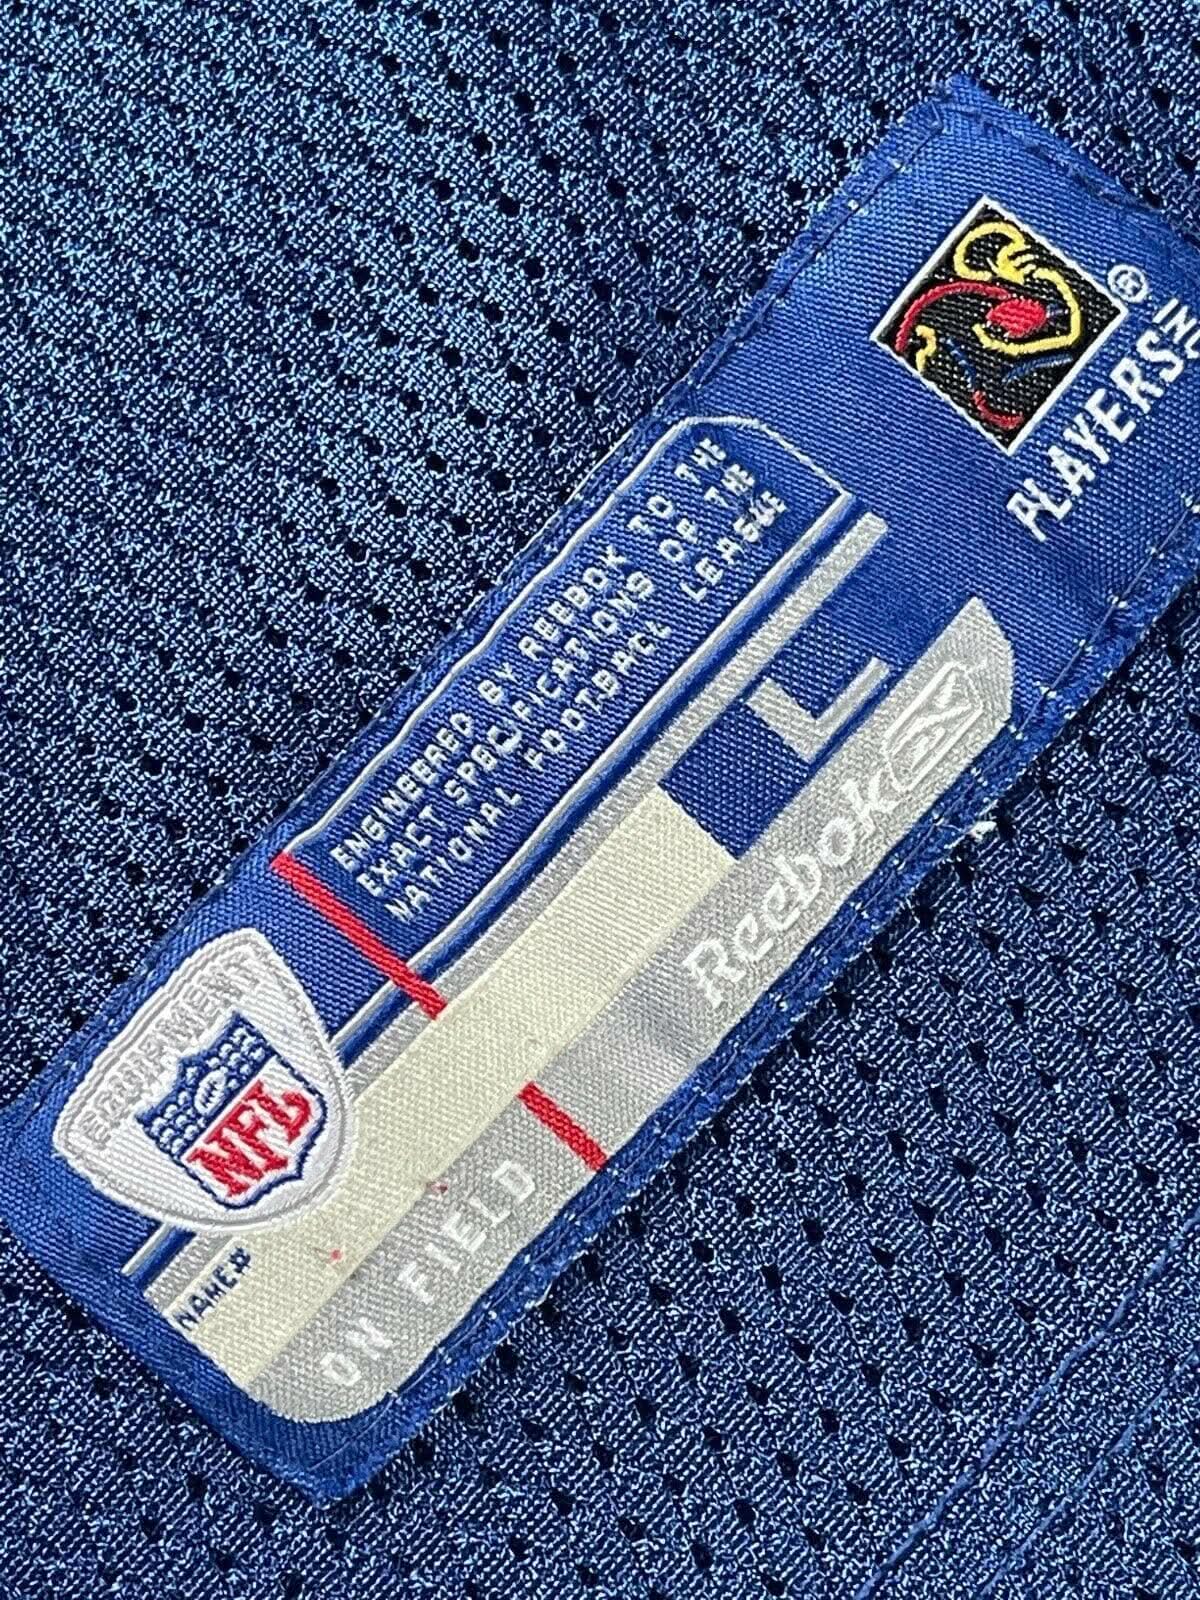 PLAYERS INC
®
ENGINEERED BY REEBOK TO THE
EXACT SPECIFICATIONS OF THE
NATIONAL FOOTBALL LEAGUE
L
Reebok
EQUIPMENT
NFL
NAME#
ON FIELD